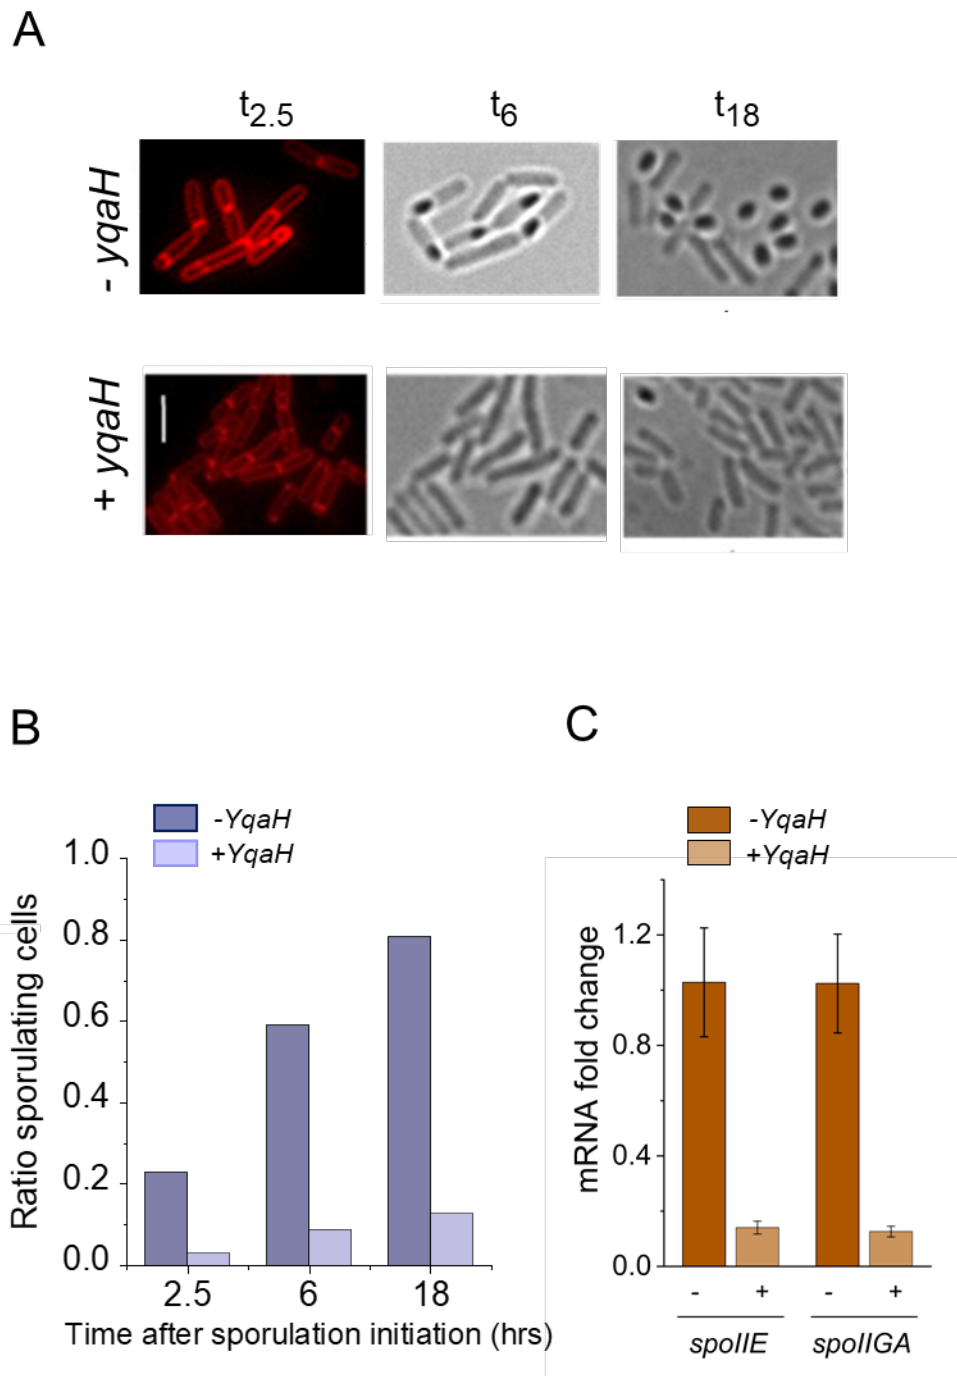 A
t2.5 t6 t18
- yqaH
+ yqaH
B
-YqaH
+YqaH
1.0
0.8
0.6
0.4
0.2
0.0
Ratio sporulating cells
2.5 6 18
Time after sporulation initiation (hrs)
C
-YqaH
+YqaH
1.2
0.8
0.4
0.0
mRNA fold change
- + - +
spoIIE spoIIGA